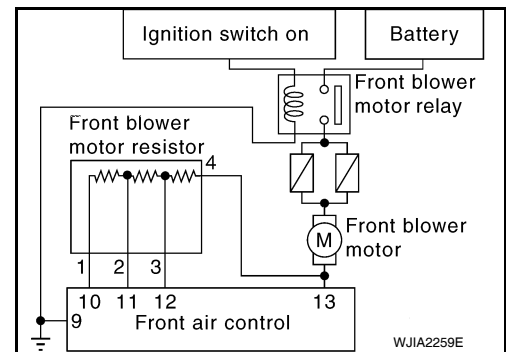 Ignition switch on
Battery
Front blower
motor relay
Front blower
motor resistor
4
M
Front blower
motor
1 2 3
10 11 12 13
9
Front air control
WJIA2259E